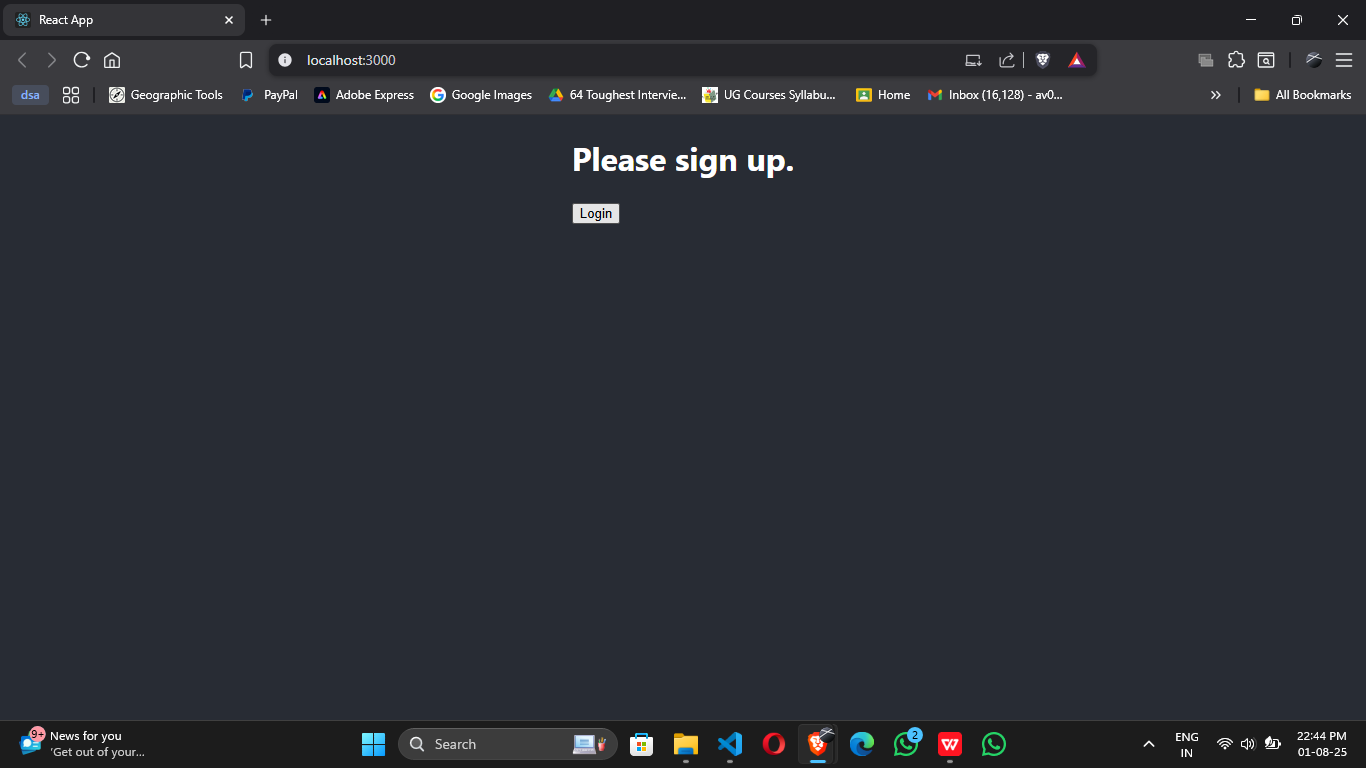 React App
localhost:3000
dsa
Geographic Tools
PayPal
Adobe Express
Google Images
64 Toughest Intervie...
UG Courses Syllabu...
Home
Inbox (16,128) - av0...
All Bookmarks
Please sign up.
Login
9+
News for you
'Get out of your...
Search
2
W
ENG
IN
22:44 PM
01-08-25